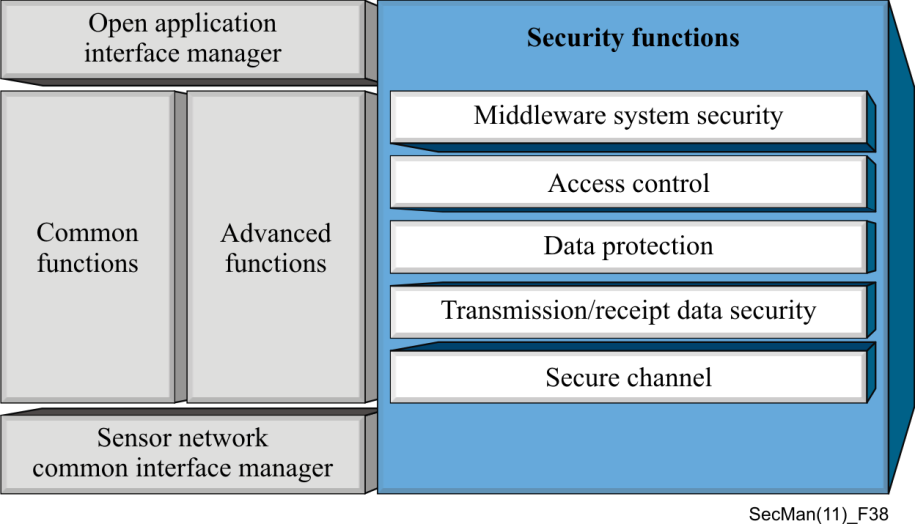 Open application
interface manager
Security functions
Middleware system security
Access control
Data protection
Transmission/receipt data security
Secure channel
Common
functions
Advanced
functions
Sensor network
common interface manager
SecMan(11)_F38